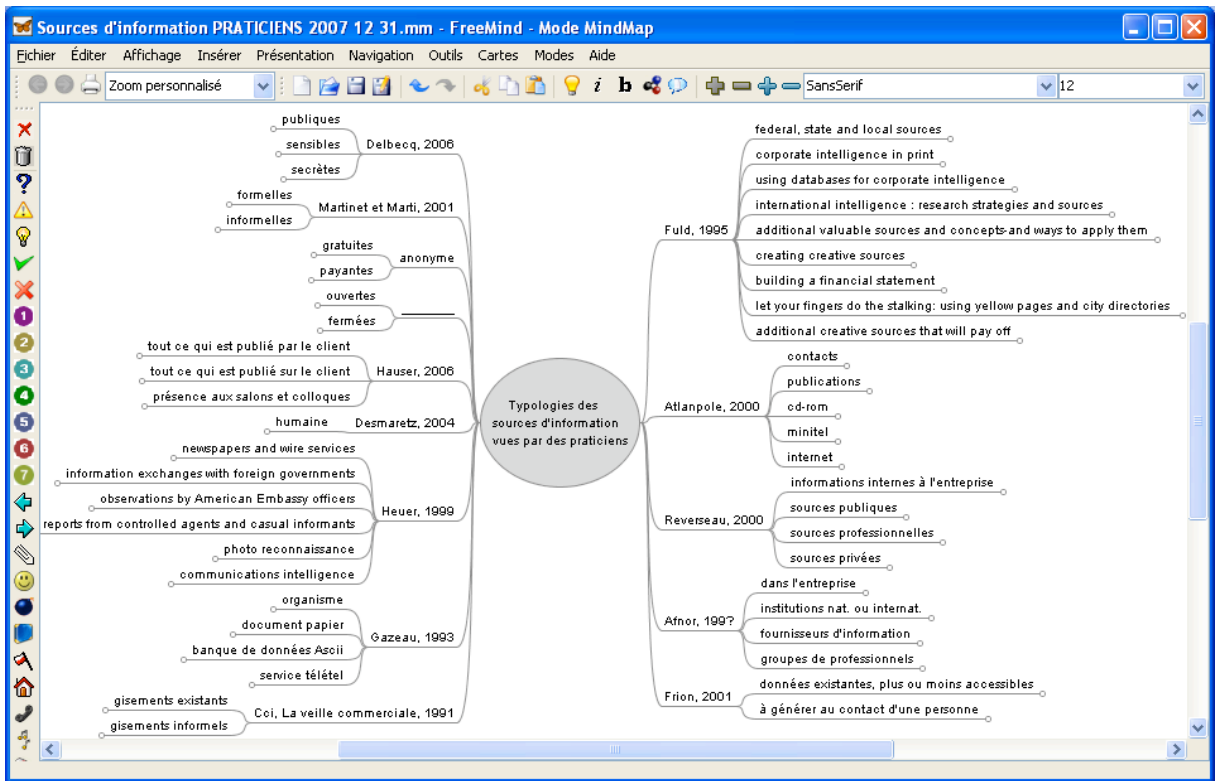 Sources d'information PRATICIENS 2007 12 31.mm - FreeMind - Mode MindMap
Fichier Éditer Affichage Insérer Présentation Navigation Outils Cartes Modes Aide
Zoom personnalisé
i b
SansSerif
12
1
2
3
4
5
6
7
publiques
sensibles
secrètes
Delbecq, 2006
formelles
informelles
Martinet et Marti, 2001
gratuites
payantes
anonyme
ouvertes
fermées
tout ce qui est publié par le client
tout ce qui est publié sur le client
présence aux salons et colloques
Hauser, 2006
humaine
Desmaretz, 2004
newspapers and wire services
information exchanges with foreign governments
observations by American Embassy officers
reports from controlled agents and casual informants
photo reconnaissance
communications intelligence
Heuer, 1999
organisme
document papier
banque de données Ascii
service télétel
Gazeau, 1993
gisements existants
gisements informels
Cci, La veille commerciale, 1991
Typologies des
sources d'information
vues par des praticiens
Fuld, 1995
federal, state and local sources
corporate intelligence in print
using databases for corporate intelligence
international intelligence : research strategies and sources
additional valuable sources and concepts-and ways to apply them
creating creative sources
building a financial statement
let your fingers do the stalking: using yellow pages and city directories
additional creative sources that will pay off
Atlanpole, 2000
contacts
publications
cd-rom
minitel
internet
Reverseau, 2000
informations internes à l'entreprise
sources publiques
sources professionelles
sources privées
Afnor, 199?
dans l'entreprise
institutions nat. ou internat.
fournisseurs d'information
groupes de professionnels
Frion, 2001
données existantes, plus ou moins accessibles
à générer au contact d'une personne